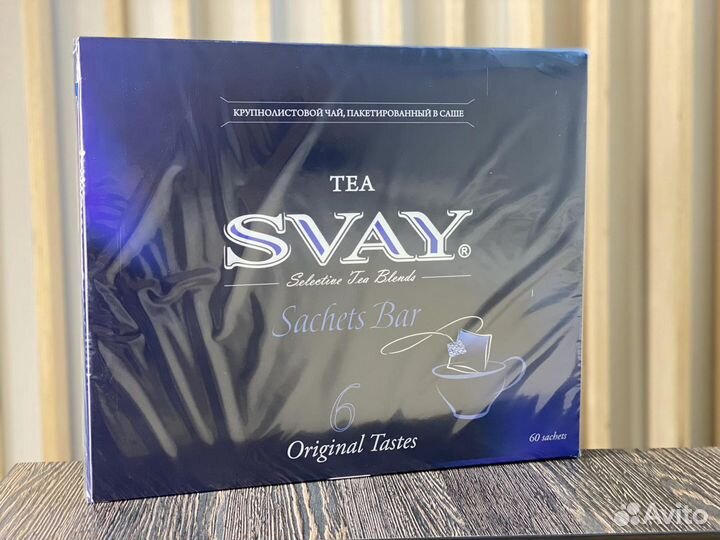 КРУПНОЛИСТОВОЙ ЧАЙ, ПАКЕТИРОВАННЫЙ В САШЕ
TEA
SVAY®
Selective Tea Blends
Sachets Bar
6
Original Tastes
60 sachets
Avito